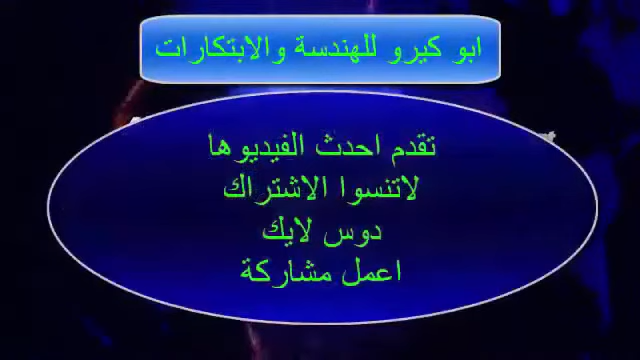 ابو كيرو للهندسة والابتكارات
تقدم احدث الفيديوها
لاتنسوا الاشتراك
دوس لايك
اعمل مشاركة